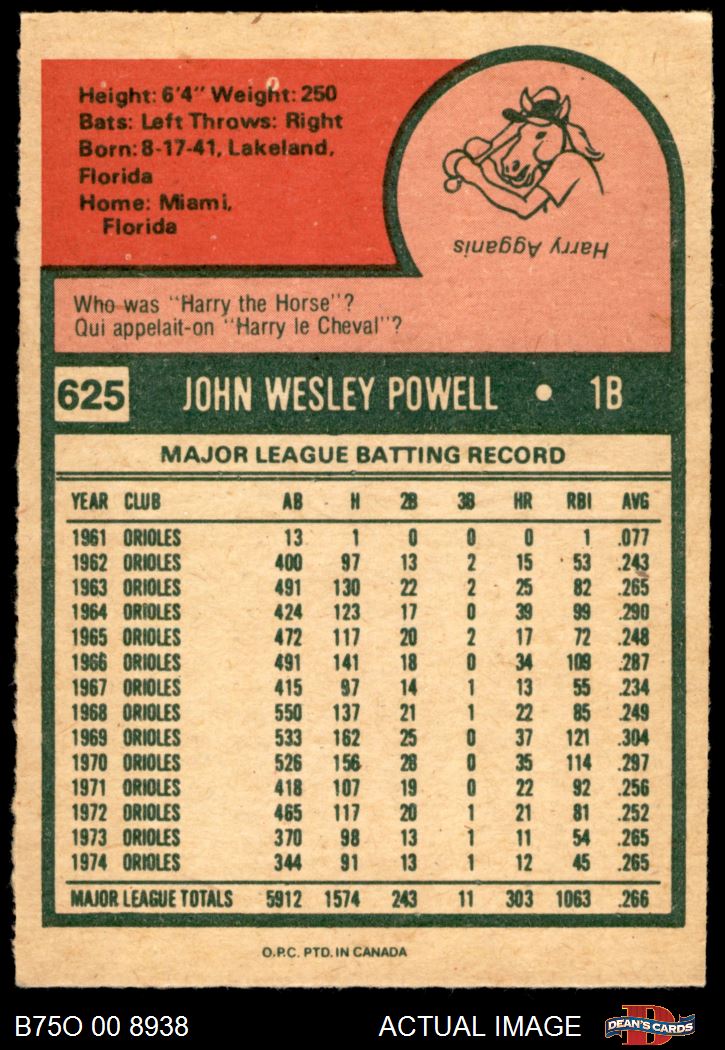 Height: 6'4" Weight: 250
Bats: Left Throws: Right
Born: 8-17-41, Lakeland,
Florida
Home: Miami,
Florida
Harry Agganis
Who was "Harry the Horse"?
Qui appelait-on "Harry le Cheval"?
625 JOHN WESLEY POWELL • 1B
MAJOR LEAGUE BATTING RECORD
YEAR CLUB AB H 2B 3B HR RBI AVG
1961 ORIOLES 13 1 0 0 0 1 .077
1962 ORIOLES 400 97 13 2 15 53 .243
1963 ORIOLES 491 130 22 2 25 82 .265
1964 ORIOLES 424 123 17 0 39 99 .290
1965 ORIOLES 472 117 20 2 17 72 .248
1966 ORIOLES 491 141 18 0 34 109 .287
1967 ORIOLES 415 97 14 1 13 55 .234
1968 ORIOLES 550 137 21 1 22 85 .249
1969 ORIOLES 533 162 25 0 37 121 .304
1970 ORIOLES 526 156 28 0 35 114 .297
1971 ORIOLES 418 107 19 0 22 92 .256
1972 ORIOLES 465 117 20 1 21 81 .252
1973 ORIOLES 370 98 13 1 11 54 .265
1974 ORIOLES 344 91 13 1 12 45 .265
MAJOR LEAGUE TOTALS 5912 1574 243 11 303 1063 .266
O.P.C. PTD. IN CANADA
B75O 00 8938 ACTUAL IMAGE D DEAN'S CARDS